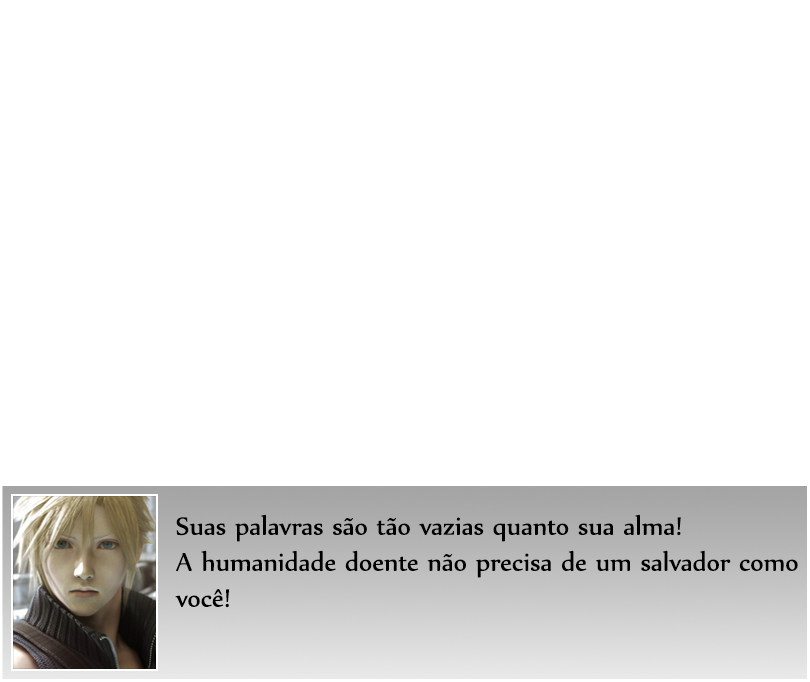 Suas palavras são tão vazias quanto sua alma!
A humanidade doente não precisa de um salvador como
você!